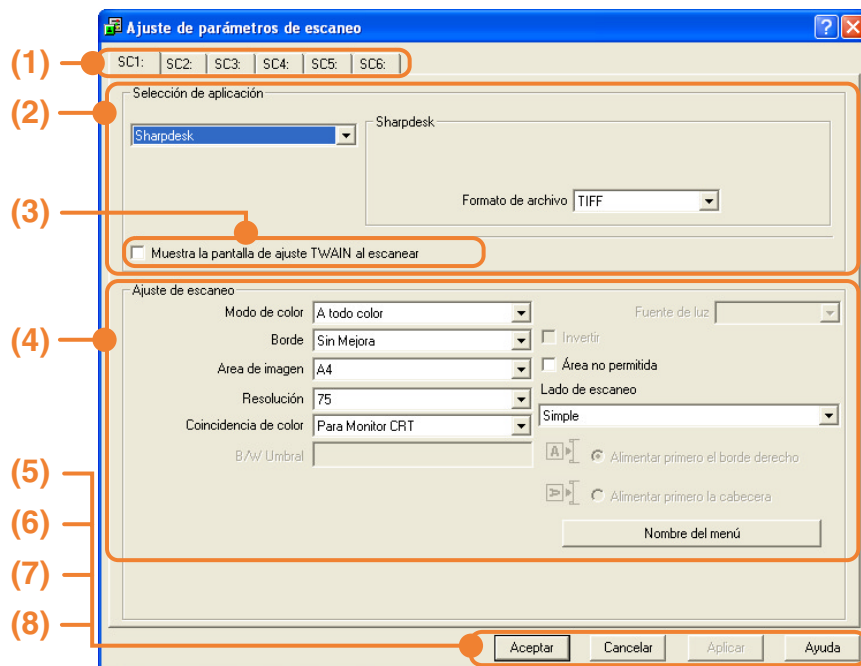 Ajuste de parámetros de escaneo
(1)
SC1: SC2: SC3: SC4: SC5: SC6:
(2)
Selección de aplicación
Sharpdesk
Sharpdesk
Formato de archivo TIFF
(3)
Muestra la pantalla de ajuste TWAIN al escanear
(4)
Ajuste de escaneo
Modo de color A todo color
Fuente de luz
Borde Sin Mejora
Invertir
Area de imagen A4
Área no permitida
Resolución 75
Lado de escaneo
Simple
Coincidencia de color Para Monitor CRT
B/W Umbral
A
Alimentar primero el borde derecho
A
Alimentar primero la cabecera
Nombre del menú
(5)
(6)
(7)
(8)
Aceptar Cancelar Aplicar Ayuda